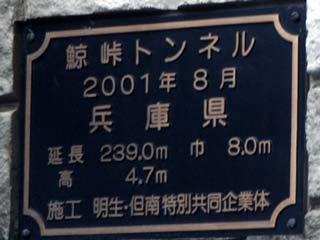 鯨峠トンネル
2001年8月
兵庫県
延長 239.0m 巾 8.0m
高 4.7m
施工 明生・但南特別共同企業体